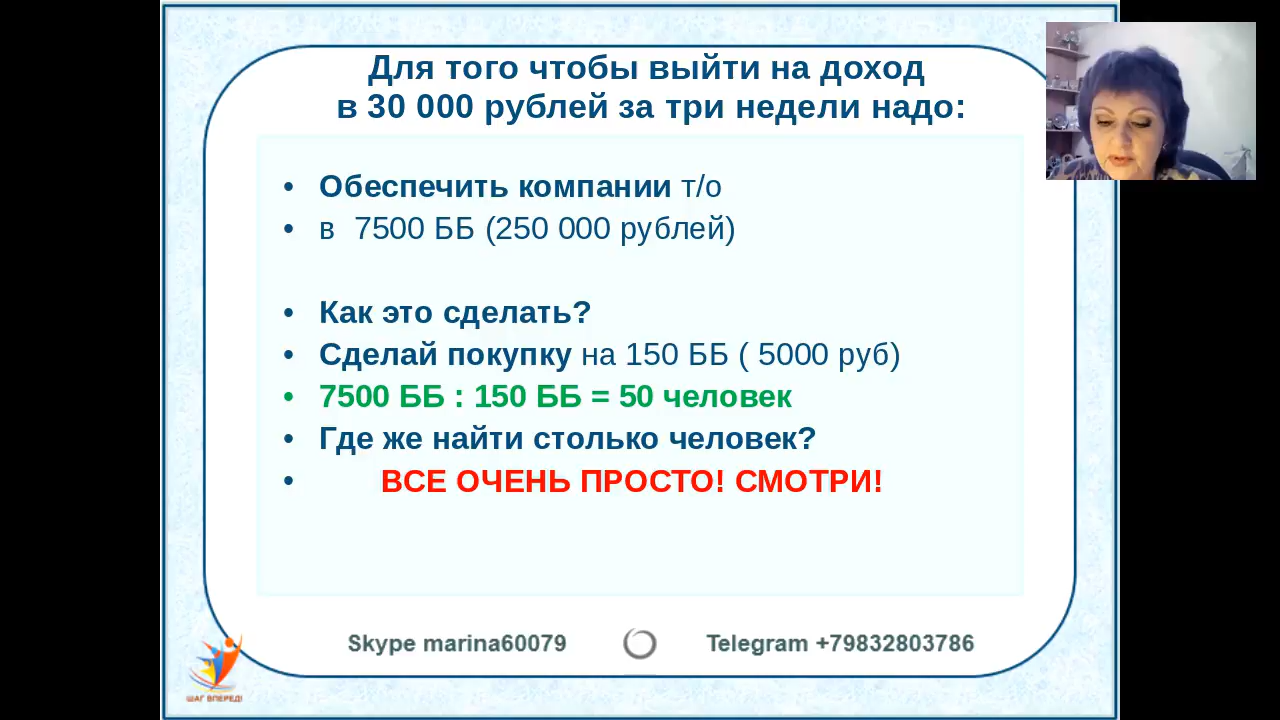 Для того чтобы выйти на доход
в 30 000 рублей за три недели надо:
• Обеспечить компании т/о
• в 7500 ББ (250 000 рублей)
• Как это сделать?
• Сделай покупку на 150 ББ ( 5000 руб)
• 7500 ББ : 150 ББ = 50 человек
• Где же найти столько человек?
• ВСЕ ОЧЕНЬ ПРОСТО! СМОТРИ!
Skype marina60079 Telegram +79832803786
ШАГ ВПЕРЕД!